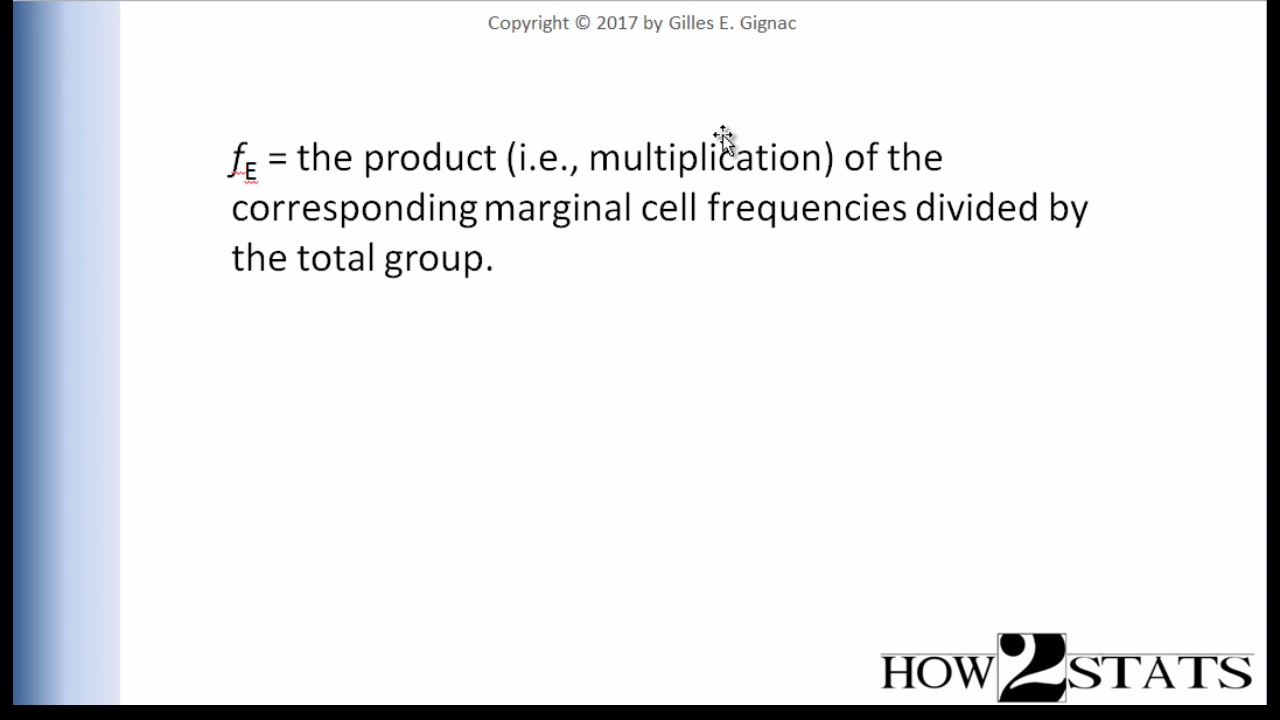 Copyright © 2017 by Gilles E. Gignac
fE = the product (i.e., multiplication) of the
corresponding marginal cell frequencies divided by
the total group.
HOW2STATS